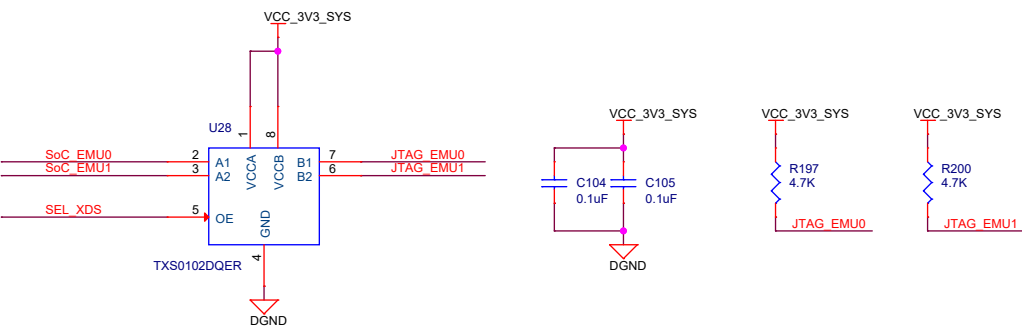 VCC_3V3_SYS
U28
1
8
SoC_EMU0
2
A1
VCCA
VCCB
B1
7
JTAG_EMU0
SoC_EMU1
3
A2
B2
6
JTAG_EMU1
SEL_XDS
5
OE
GND
4
TXS0102DQER
DGND
VCC_3V3_SYS
C104
0.1uF
C105
0.1uF
DGND
VCC_3V3_SYS
R197
4.7K
JTAG_EMU0
VCC_3V3_SYS
R200
4.7K
JTAG_EMU1